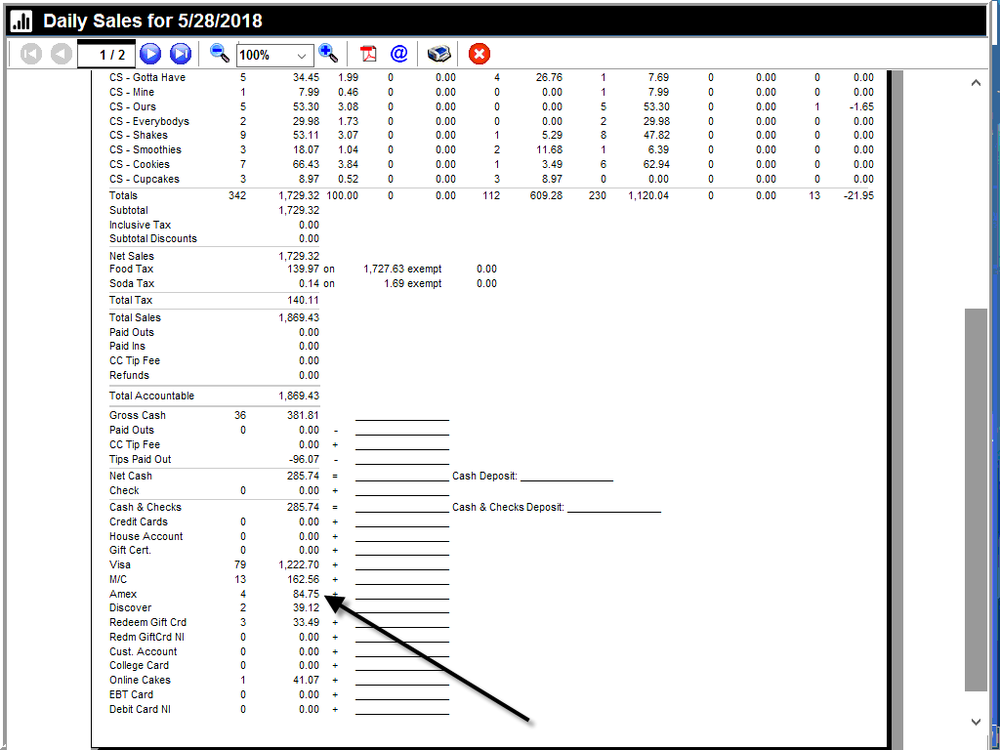 Daily Sales for 5/28/2018
1 / 2 100% @
CS - Gotta Have 5 34.45 1.99 0 0.00 4 26.76 1 7.69 0 0.00 0 0.00
CS - Mine 1 7.99 0.46 0 0.00 0 0.00 1 7.99 0 0.00 0 0.00
CS - Ours 5 53.30 3.08 0 0.00 0 0.00 5 53.30 0 0.00 1 -1.65
CS - Everybodys 2 29.98 1.73 0 0.00 0 0.00 2 29.98 0 0.00 0 0.00
CS - Shakes 9 53.11 3.07 0 0.00 1 5.29 8 47.82 0 0.00 0 0.00
CS - Smoothies 3 18.07 1.04 0 0.00 2 11.68 1 6.39 0 0.00 0 0.00
CS - Cookies 7 66.43 3.84 0 0.00 1 3.49 6 62.94 0 0.00 0 0.00
CS - Cupcakes 3 8.97 0.52 0 0.00 3 8.97 0 0.00 0 0.00 0 0.00
Totals 342 1,729.32 100.00 0 0.00 112 609.28 230 1,120.04 0 0.00 13 -21.95
Subtotal 1,729.32
Inclusive Tax 0.00
Subtotal Discounts 0.00
Net Sales 1,729.32
Food Tax 139.97 on 1,727.63 exempt 0.00
Soda Tax 0.14 on 1.69 exempt 0.00
Total Tax 140.11
Total Sales 1,869.43
Paid Outs 0.00
Paid Ins 0.00
CC Tip Fee 0.00
Refunds 0.00
Total Accountable 1,869.43
Gross Cash 36 381.81
Paid Outs 0 0.00 -
CC Tip Fee 0.00 +
Tips Paid Out -96.07 -
Net Cash 285.74 = Cash Deposit:
Check 0 0.00 +
Cash & Checks 285.74 = Cash & Checks Deposit:
Credit Cards 0 0.00 +
House Account 0 0.00 +
Gift Cert. 0 0.00 +
Visa 79 1,222.70 +
M/C 13 162.56 +
Amex 4 84.75 +
Discover 2 39.12
Redeem Gift Crd 3 33.49 +
Redm GiftCrd NI 0 0.00 +
Cust. Account 0 0.00 +
College Card 0 0.00 +
Online Cakes 1 41.07 +
EBT Card 0 0.00 +
Debit Card NI 0 0.00 +